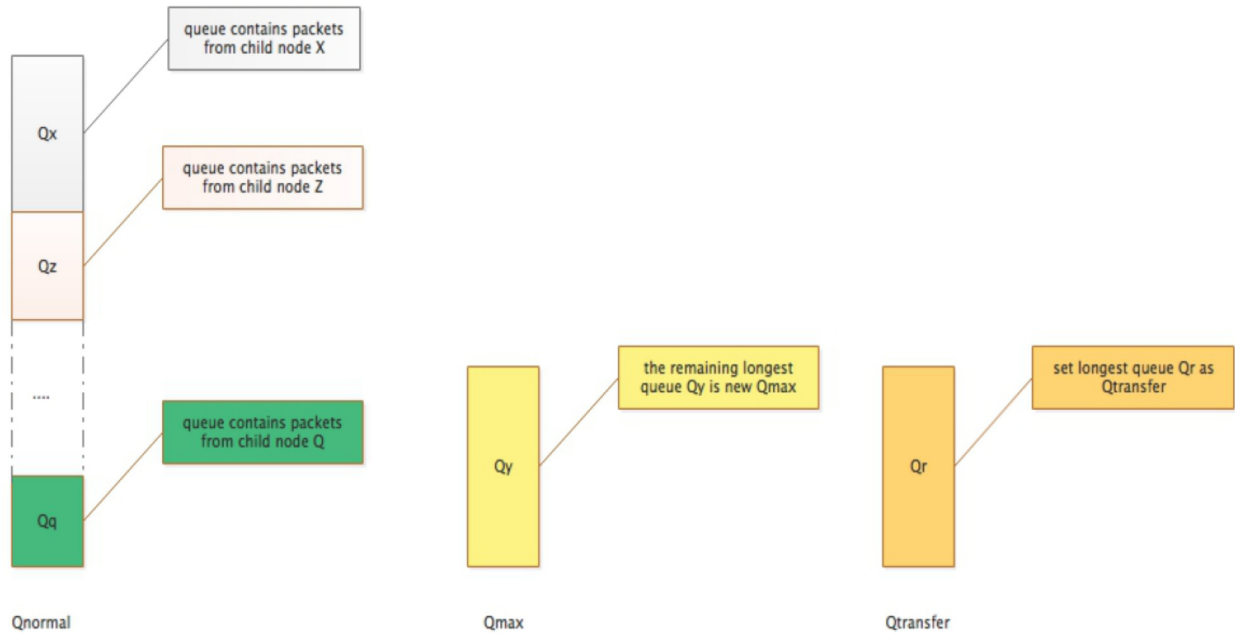 queue contains packets
from child node X
Qx
queue contains packets
from child node Z
Qz
....
queue contains packets
from child node Q
Qq
Qnormal
the remaining longest
queue Qy is new Qmax
Qy
Qmax
set longest queue Qr as
Qtransfer
Qr
Qtransfer